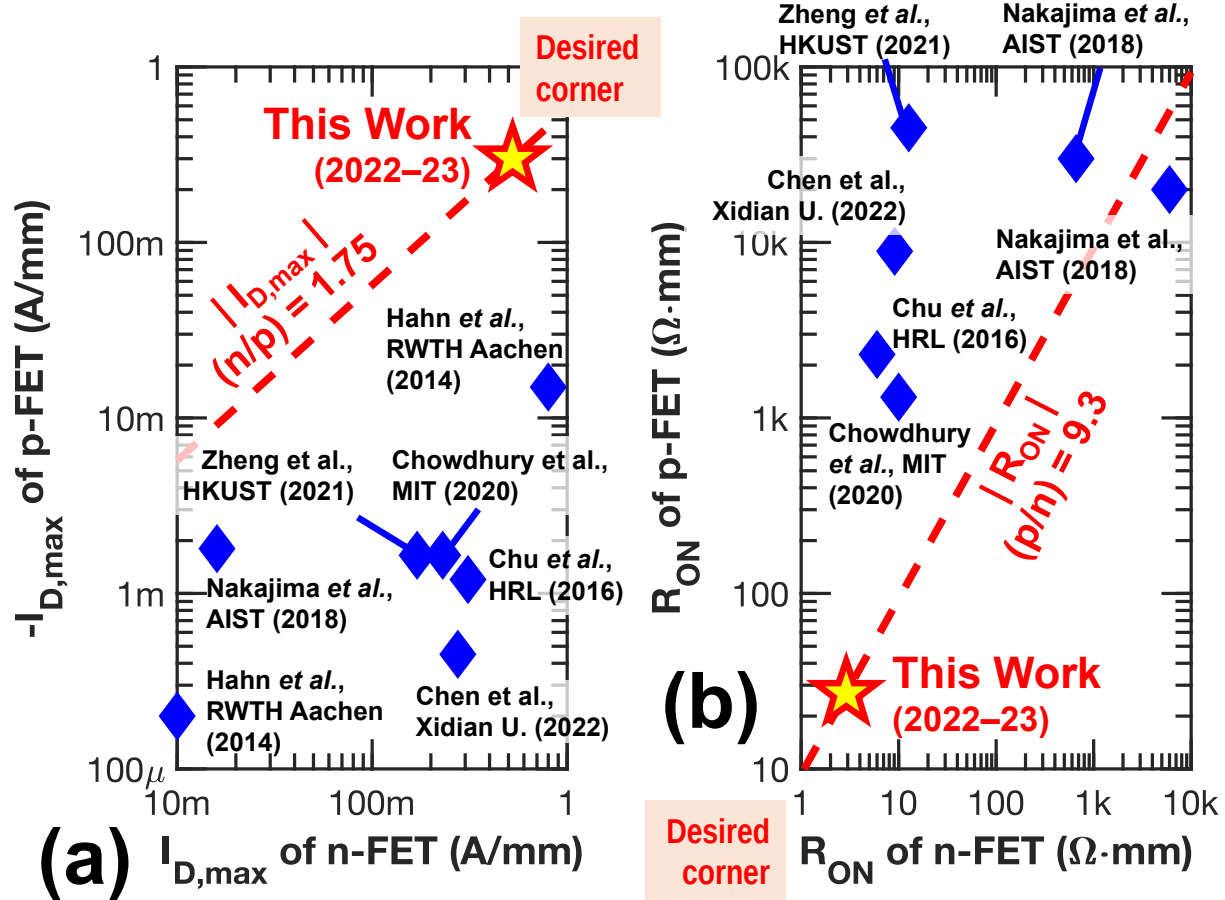 Desired
corner
1
100m
10m
1m
100µ
-I_D,max of p-FET (A/mm)
This Work
(2022–23)
| I_D,max |
(n/p) = 1.75
Hahn et al.,
RWTH Aachen
(2014)
Zheng et al.,
HKUST (2021)
Chowdhury et al.,
MIT (2020)
Chu et al.,
HRL (2016)
Nakajima et al.,
AIST (2018)
Hahn et al.,
RWTH Aachen
(2014)
Chen et al.,
Xidian U. (2022)
10m 100m 1
(a)
I_D,max of n-FET (A/mm)
Zheng et al.,
HKUST (2021)
Nakajima et al.,
AIST (2018)
100k
10k
1k
100
10
R_ON of p-FET (Ω·mm)
Chen et al.,
Xidian U. (2022)
Nakajima et al.,
AIST (2018)
Chu et al.,
HRL (2016)
Chowdhury
et al., MIT
(2020)
| R_ON |
(p/n) = 9.3
This Work
(2022–23)
(b)
1 10 100 1k 10k
R_ON of n-FET (Ω·mm)
Desired
corner